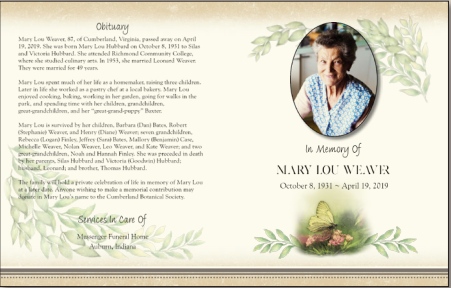 Obituary
Mary Lou Weaver, 87, of Cumberland, Virginia, passed away on April
19, 2019. She was born Mary Lou Hubbard on October 8, 1931 to Silas
and Victoria Hubbard. She attended Richmond Community College,
where she studied culinary arts. In 1953, she married Leonard Weaver.
They were married for 49 years.
Mary Lou spent much of her life as a homemaker, raising three children.
Later in life she worked as a pastry chef at a local bakery. Mary Lou
enjoyed cooking, baking, working in her garden, going for walks in the
park, and spending time with her children, grandchildren,
great-grandchildren, and her "great-grand-puppy" Baxter.
Mary Lou is survived by her children, Barbara (Dan) Bates, Robert
(Stephanie) Weaver, and Henry (Diane) Weaver; seven grandchildren,
Rebecca (Logan) Finley, Jeffrey (Sara) Bates, Mallory (Benjamin) Case,
Michelle Weaver, Nolan Weaver, Leo Weaver, and Kate Weaver; and two
great-grandchildren, Noah and Hannah Finley. She was preceded in death
by her parents, Silas Hubbard and Victoria (Goodwin) Hubbard;
husband, Leonard; and brother, Thomas Hubbard.
The family will hold a private celebration of life in memory of Mary Lou
at a later date. Anyone wishing to make a memorial contribution may
donate in Mary Lou's name to the Cumberland Botanical Society.
Services In Care Of
Messenger Funeral Home
Auburn, Indiana
In Memory Of
MARY LOU WEAVER
October 8, 1931 ~ April 19, 2019